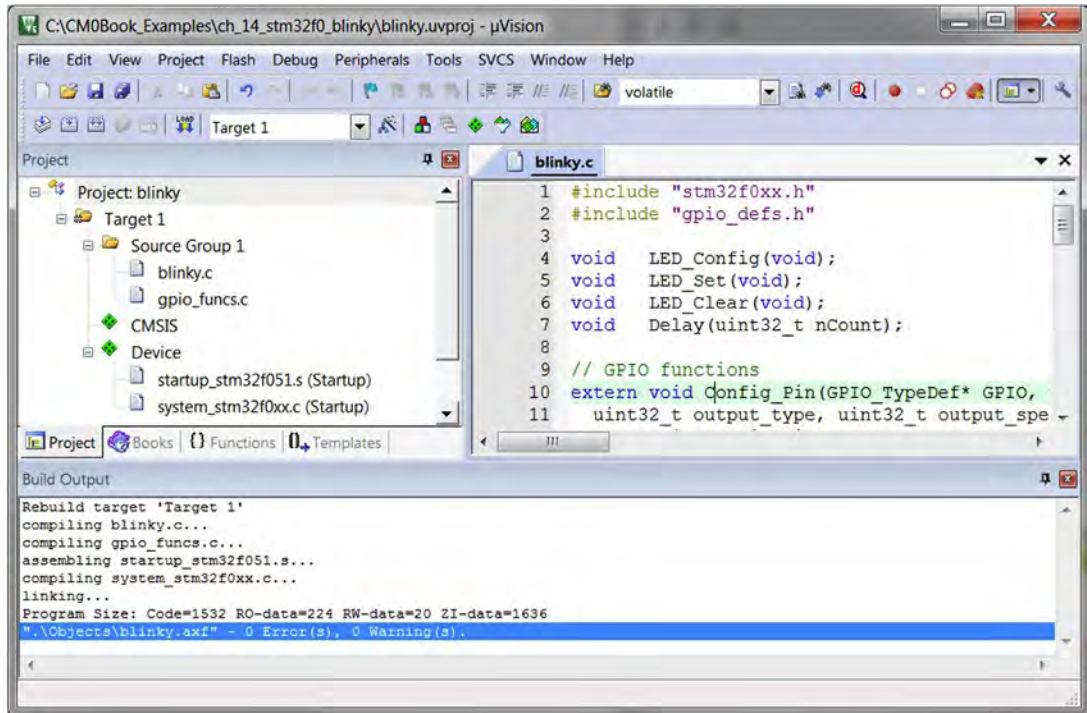 C:\CM0Book_Examples\ch_14_stm32f0_blinky\blinky.uvproj - µVision
File Edit View Project Flash Debug Peripherals Tools SVCS Window Help
volatile
LOAD Target 1
Project
Project: blinky
Target 1
Source Group 1
blinky.c
gpio_funcs.c
CMSIS
Device
startup_stm32f051.s (Startup)
system_stm32f0xx.c (Startup)
Project Books {} Functions Templates
blinky.c
1 #include "stm32f0xx.h"
2 #include "gpio_defs.h"
3
4 void LED_Config(void);
5 void LED_Set(void);
6 void LED_Clear(void);
7 void Delay(uint32_t nCount);
8
9 // GPIO functions
10 extern void Config_Pin(GPIO_TypeDef* GPIO,
11 uint32_t output_type, uint32_t output_spe
Build Output
Rebuild target 'Target 1'
compiling blinky.c...
compiling gpio_funcs.c...
assembling startup_stm32f051.s...
compiling system_stm32f0xx.c...
linking...
Program Size: Code=1532 RO-data=224 RW-data=20 ZI-data=1636
".\Objects\blinky.axf" - 0 Error(s), 0 Warning(s).